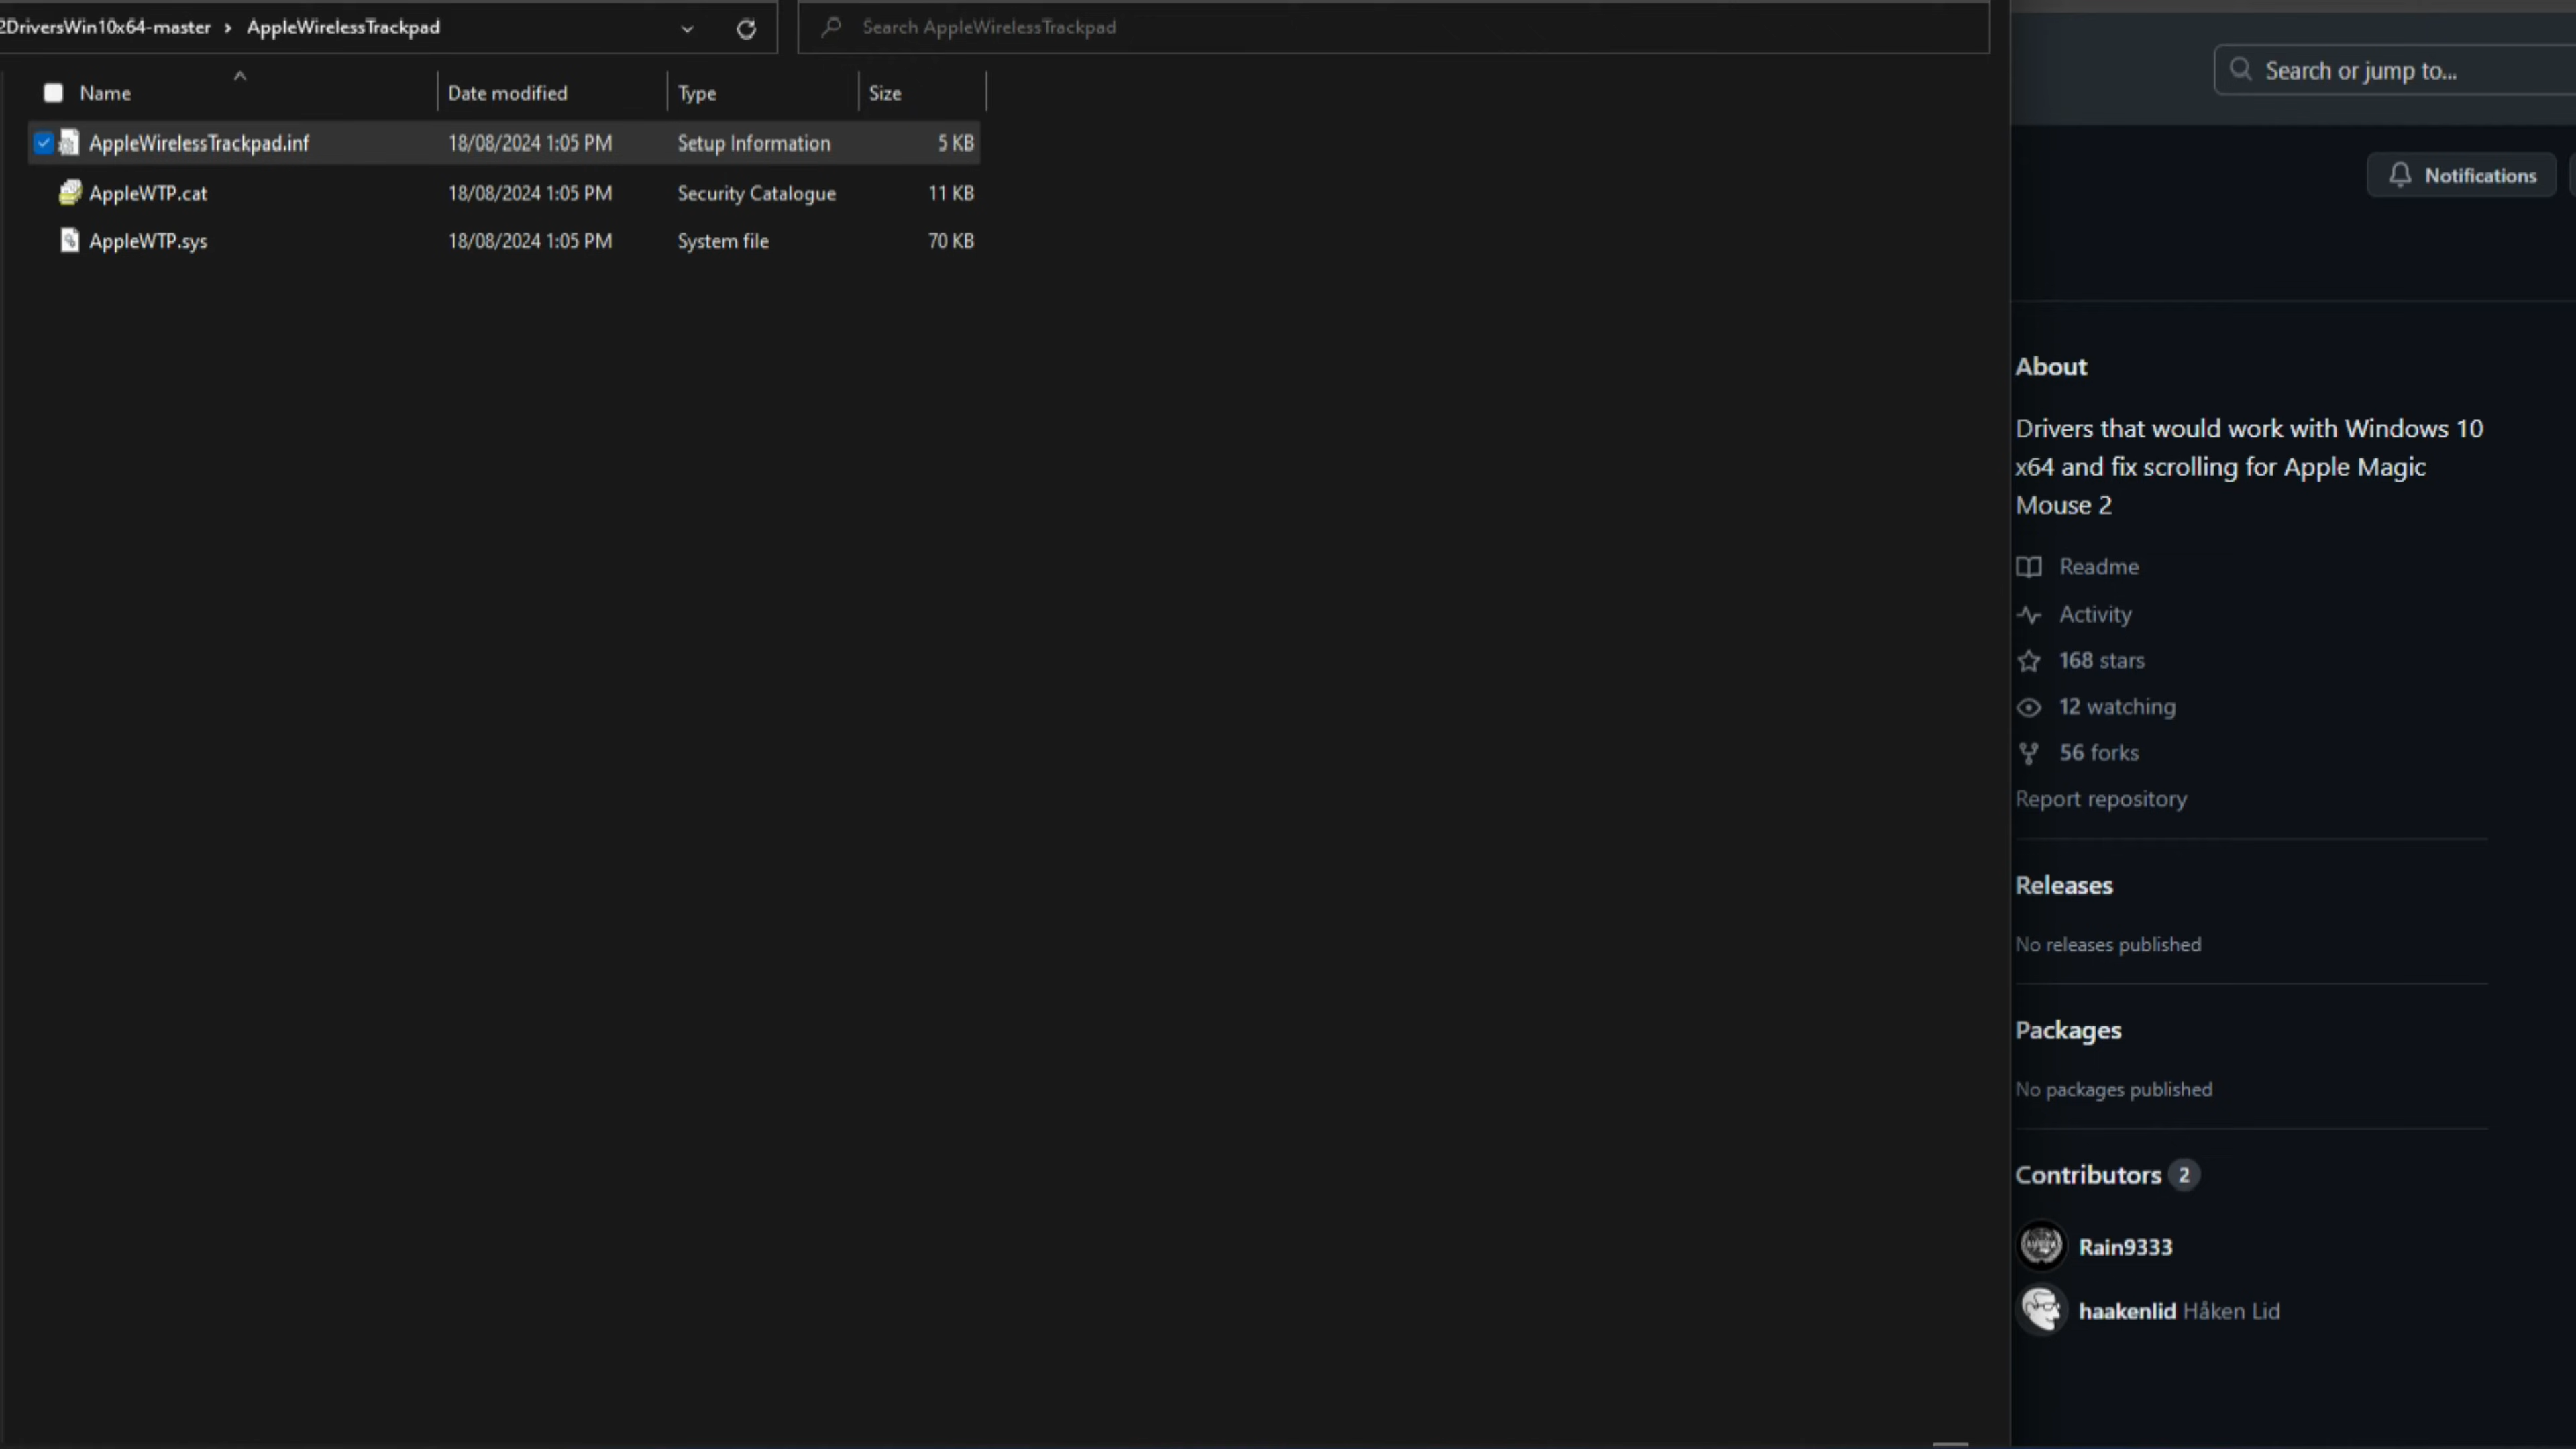 2DriversWin10x64-master › AppleWirelessTrackpad
Search AppleWirelessTrackpad
Name Date modified Type Size
AppleWirelessTrackpad.inf 18/08/2024 1:05 PM Setup Information 5 KB
AppleWTP.cat 18/08/2024 1:05 PM Security Catalogue 11 KB
AppleWTP.sys 18/08/2024 1:05 PM System file 70 KB
Search or jump to...
Notifications
About
Drivers that would work with Windows 10
x64 and fix scrolling for Apple Magic
Mouse 2
Readme
Activity
168 stars
12 watching
56 forks
Report repository
Releases
No releases published
Packages
No packages published
Contributors 2
Rain9333
haakenlid Håken Lid